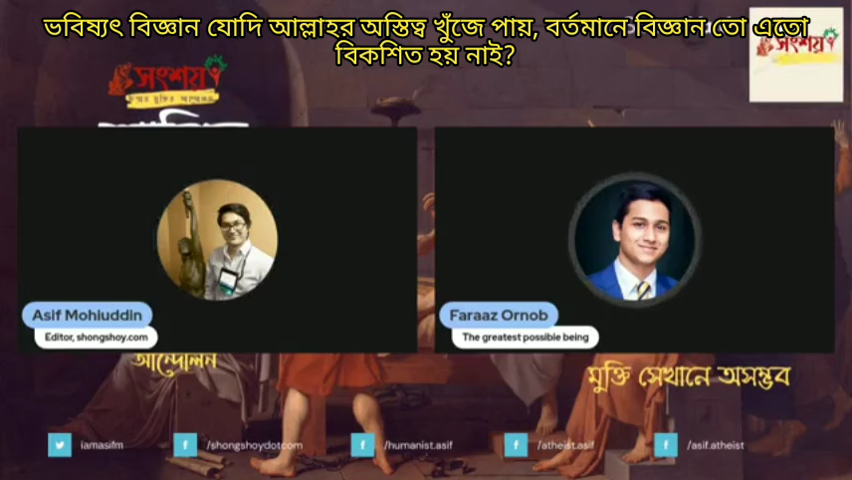 ভবিষ্যৎ বিজ্ঞান যোদি আল্লাহর অস্তিত্ব খুঁজে পায়, বর্তমানে বিজ্ঞান তো এতো
বিকশিত হয় নাই?
সংশয়
সংশয়
Asif Mohiuddin
Editor, shongshoy.com
Faraaz Ornob
The greatest possible being
আন্দোলন
মুক্তি সেখানে অসম্ভব
iamasifm
/shongshoydotcom
/humanist.asif
/atheist.asif
/asif.atheist